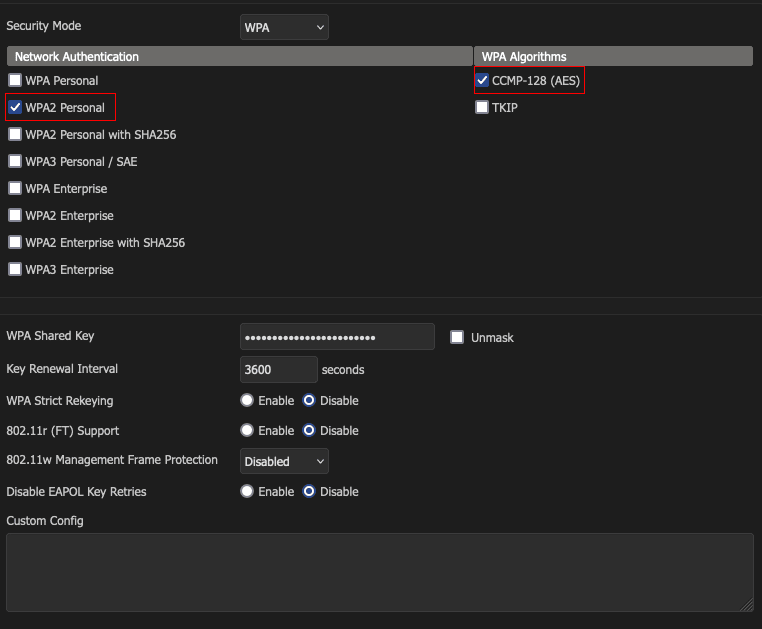 Security Mode WPA
Network Authentication WPA Algorithms
WPA Personal CCMP-128 (AES)
WPA2 Personal TKIP
WPA2 Personal with SHA256
WPA3 Personal / SAE
WPA Enterprise
WPA2 Enterprise
WPA2 Enterprise with SHA256
WPA3 Enterprise
WPA Shared Key •••••••••••••••••••••••• Unmask
Key Renewal Interval 3600 seconds
WPA Strict Rekeying Enable Disable
802.11r (FT) Support Enable Disable
802.11w Management Frame Protection Disabled
Disable EAPOL Key Retries Enable Disable
Custom Config